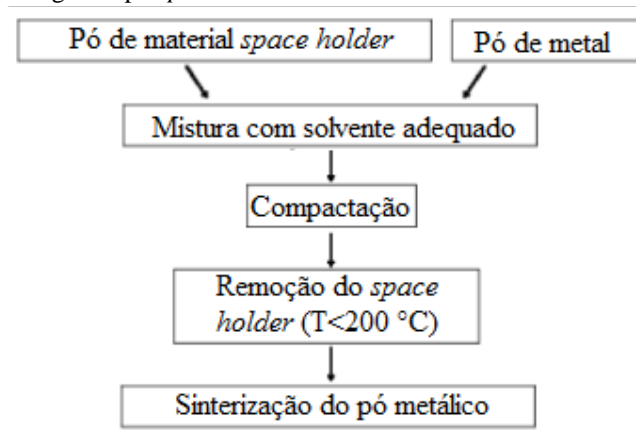 Pó de material space holder
Pó de metal
Mistura com solvente adequado
Compactação
Remoção do space
holder (T<200 °C)
Sinterização do pó metálico